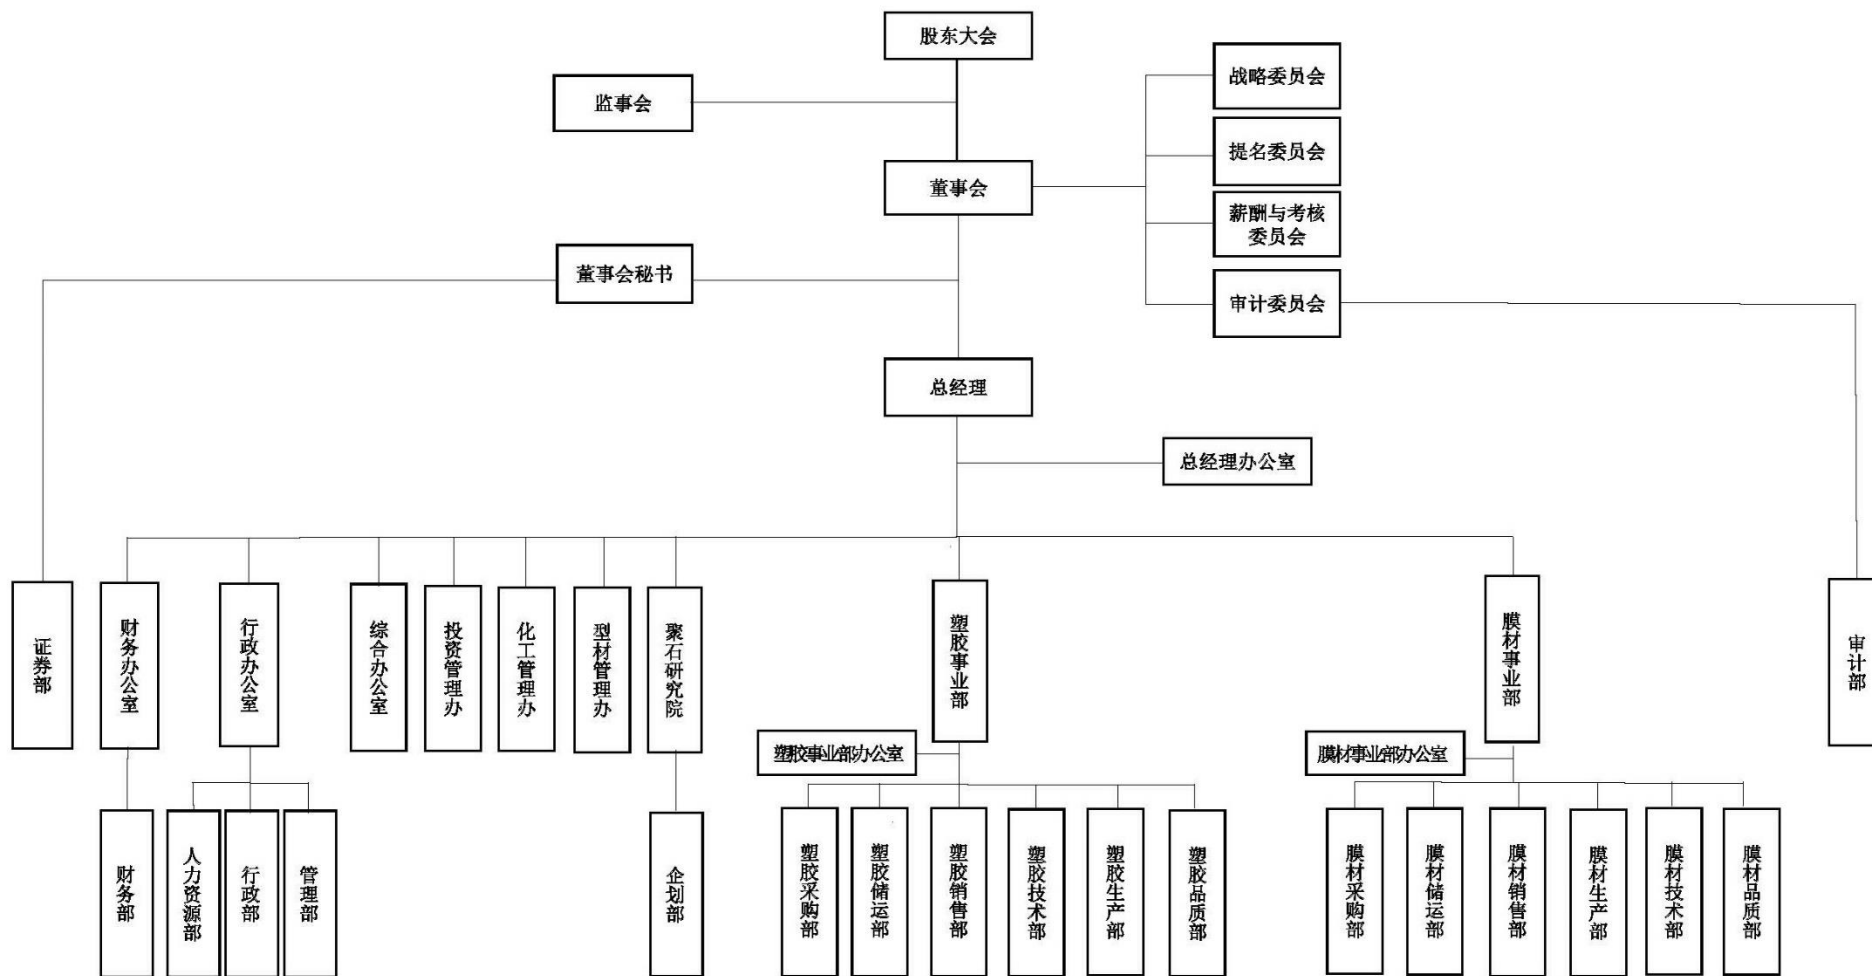 股东大会
监事会
战略委员会
提名委员会
董事会
薪酬与考核
委员会
董事会秘书
审计委员会
总经理
总经理办公室
证券部
财务办公室
行政办公室
综合办公室
投资管理办
化工管理办
型材管理办
聚石研究院
塑胶事业部
膜材事业部
审计部
塑胶事业部办公室
膜材事业部办公室
财务部
人力资源部
行政部
管理部
企划部
塑胶采购部
塑胶储运部
塑胶销售部
塑胶技术部
塑胶生产部
塑胶品质部
膜材采购部
膜材储运部
膜材销售部
膜材生产部
膜材技术部
膜材品质部